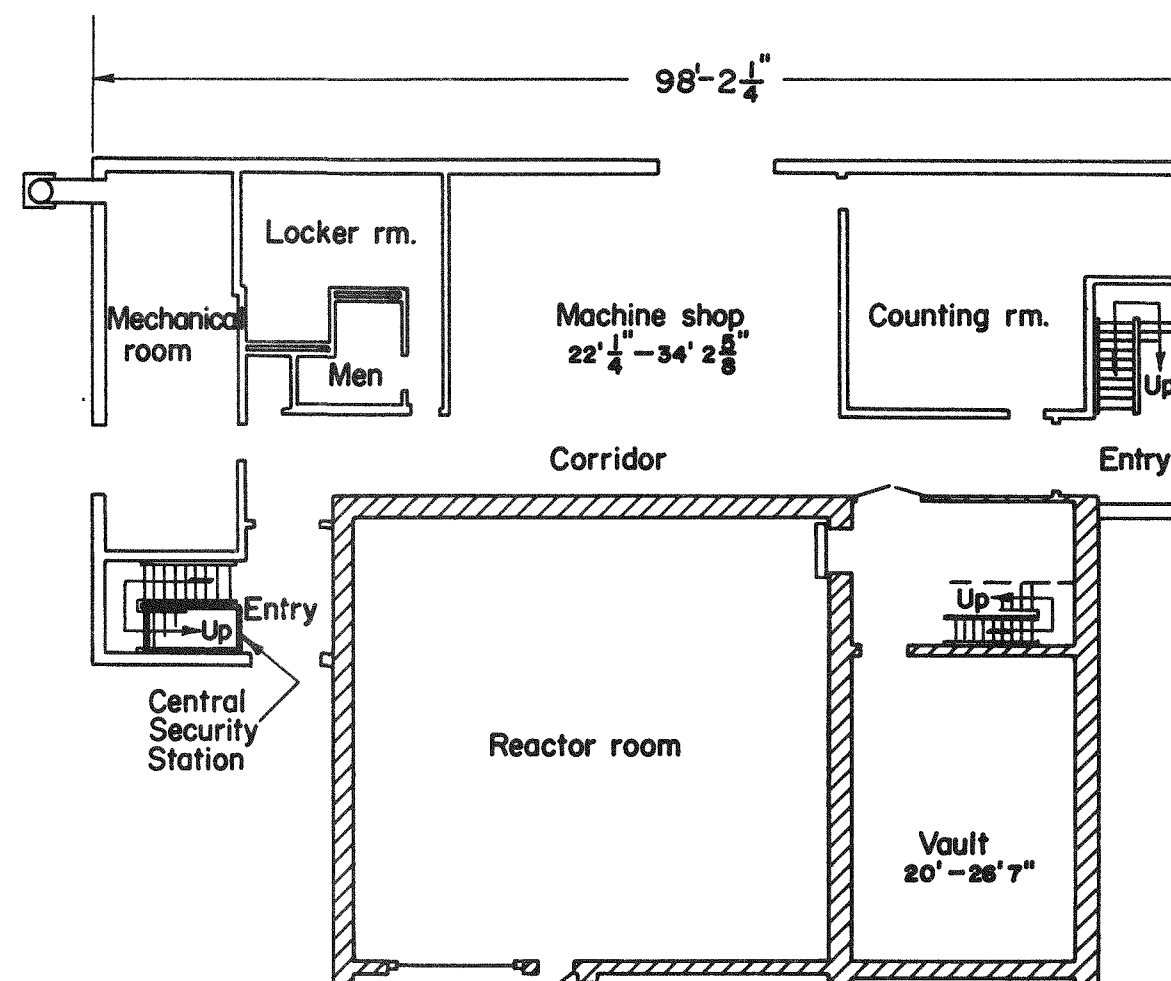 98'-2 1/4"
Locker rm.
Mechanical
room
Men
Machine shop
22' 1/4" - 34' 2 5/8"
Counting rm.
Up
Corridor
Entry
Entry
Up
Up
Central
Security
Station
Reactor room
Vault
20' - 26' 7"